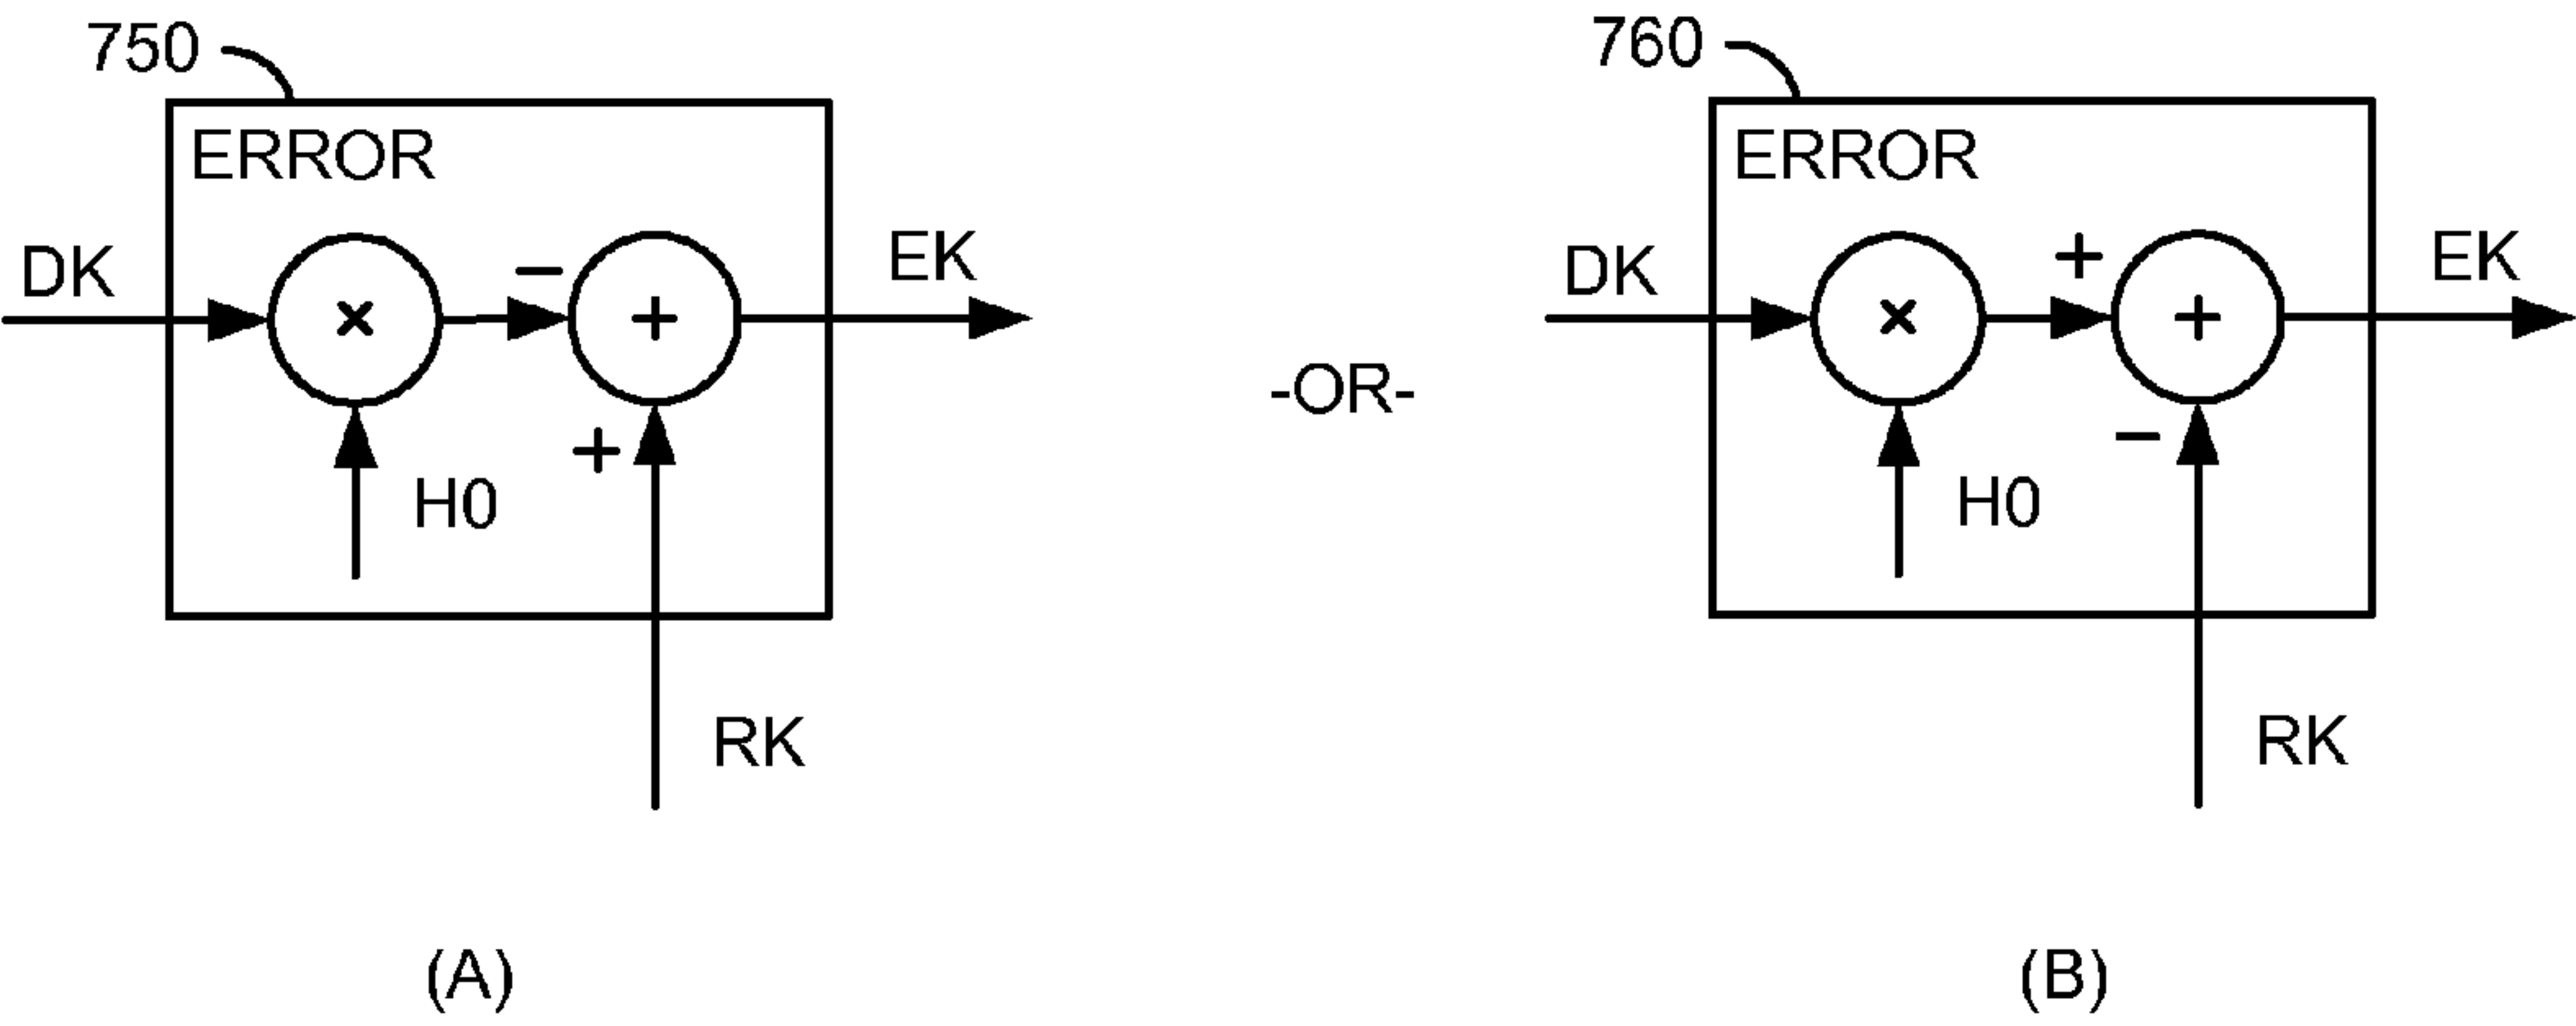 750
ERROR
DK
×
−
+
+
EK
H0
RK
(A)
-OR-
760
ERROR
DK
×
+
+
−
EK
H0
RK
(B)